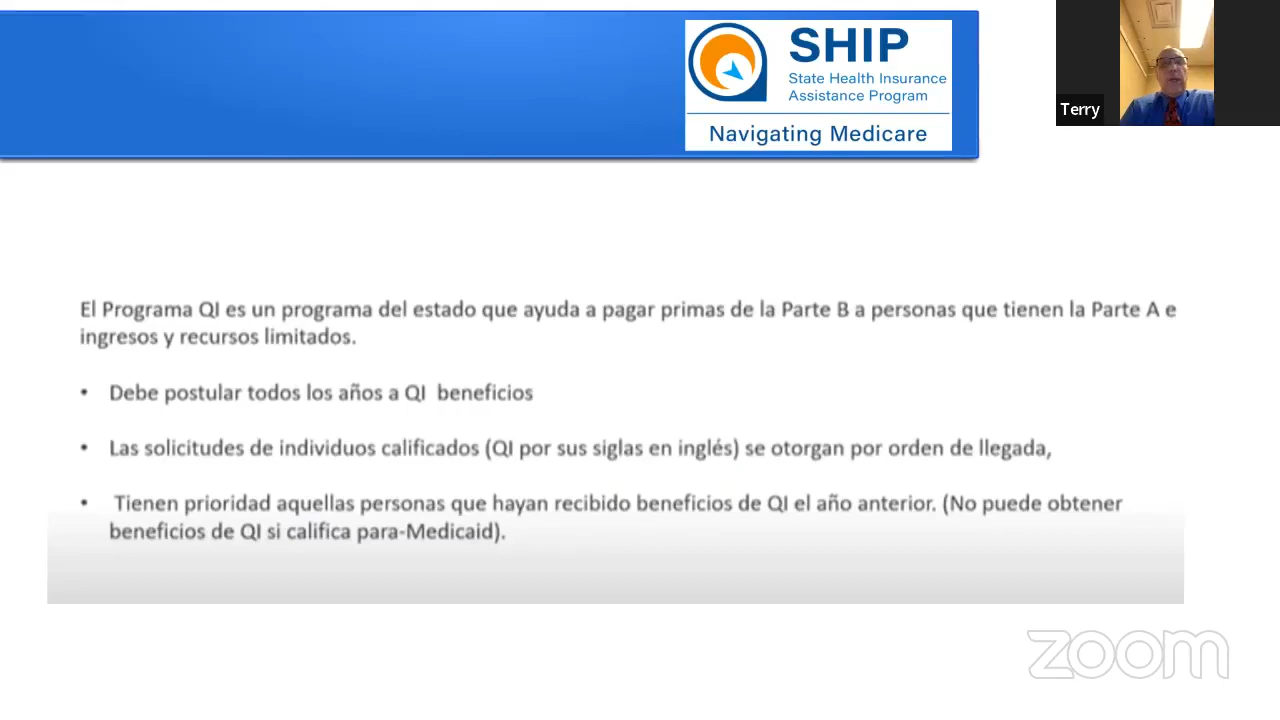 SHIP
State Health Insurance
Assistance Program
Navigating Medicare
Terry
El Programa QI es un programa del estado que ayuda a pagar primas de la Parte B a personas que tienen la Parte A e
ingresos y recursos limitados.
• Debe postular todos los años a QI beneficios
• Las solicitudes de individuos calificados (QI por sus siglas en inglés) se otorgan por orden de llegada,
• Tienen prioridad aquellas personas que hayan recibido beneficios de QI el año anterior. (No puede obtener
beneficios de QI si califica para-Medicaid).
zoom